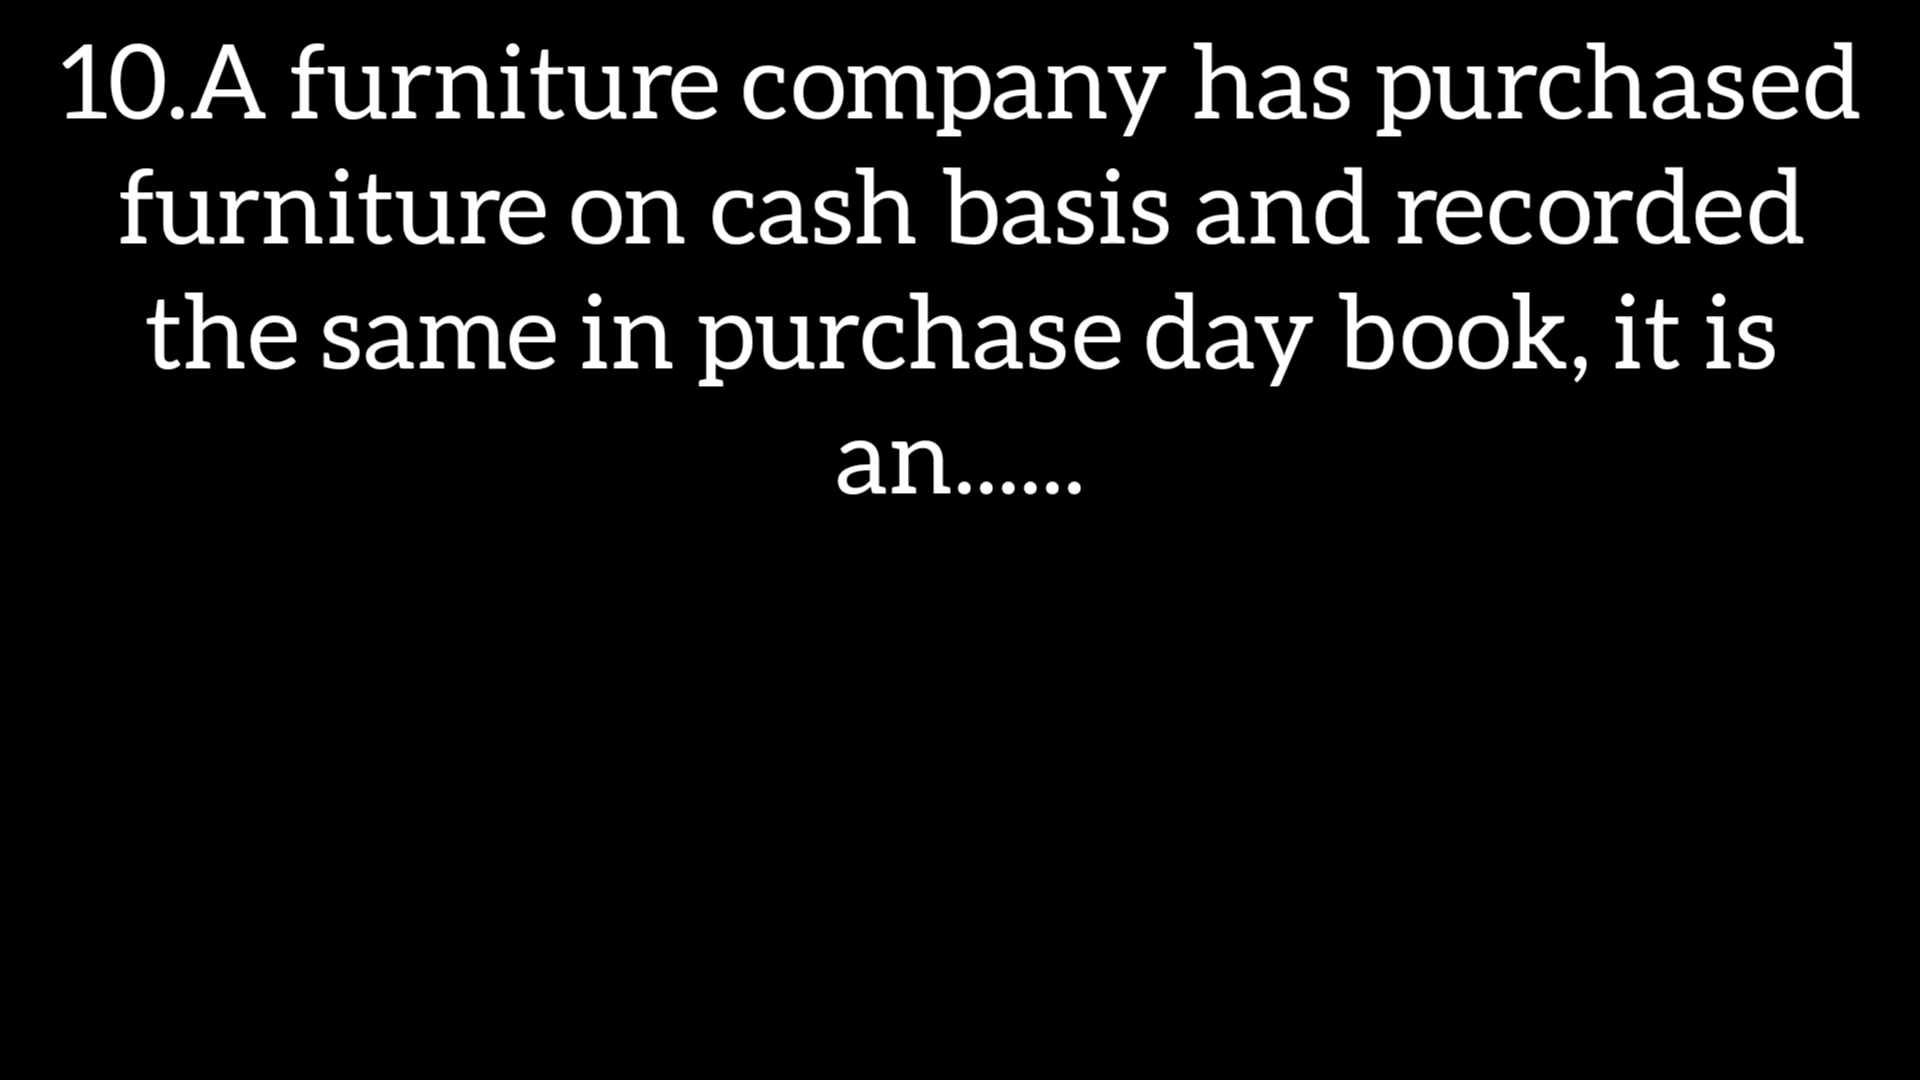 10.A furniture company has purchased
furniture on cash basis and recorded
the same in purchase day book, it is
an......